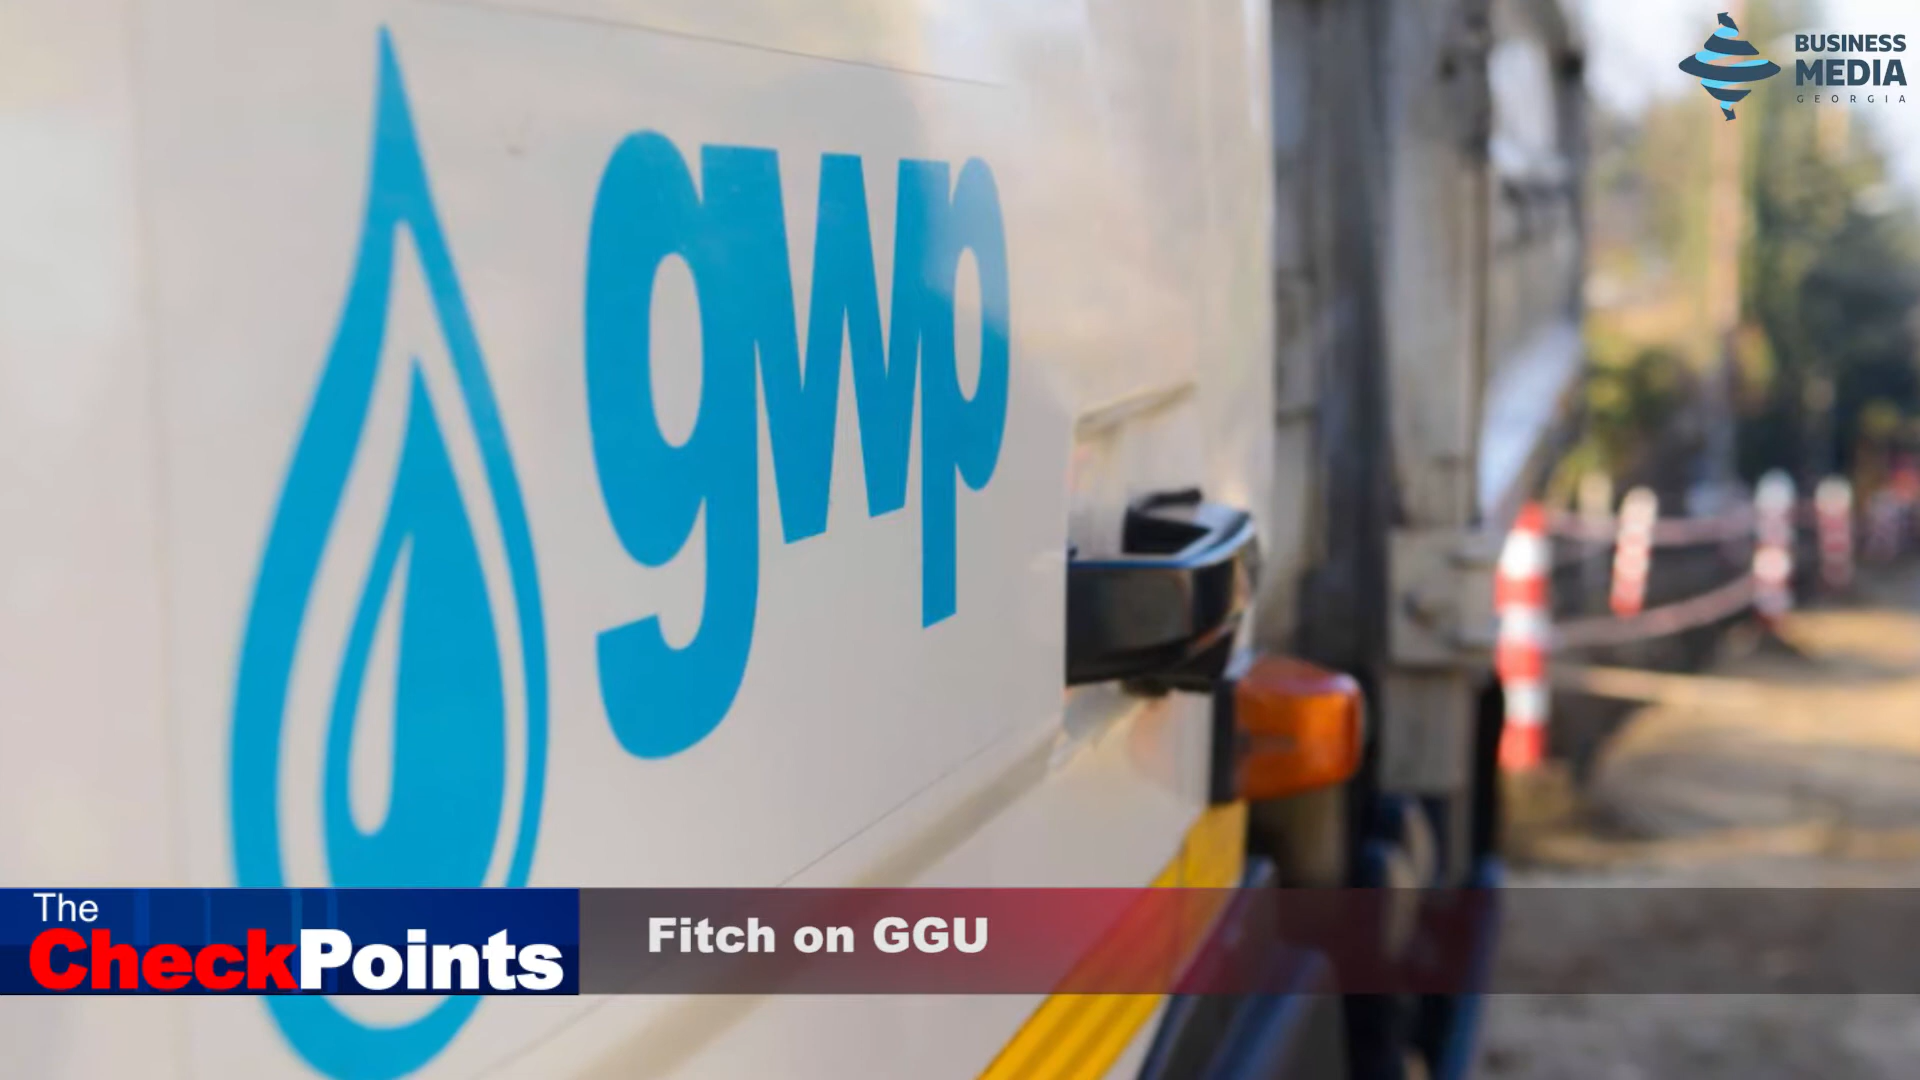 BUSINESS
MEDIA
GEORGIA
gwp
The
CheckPoints
Fitch on GGU